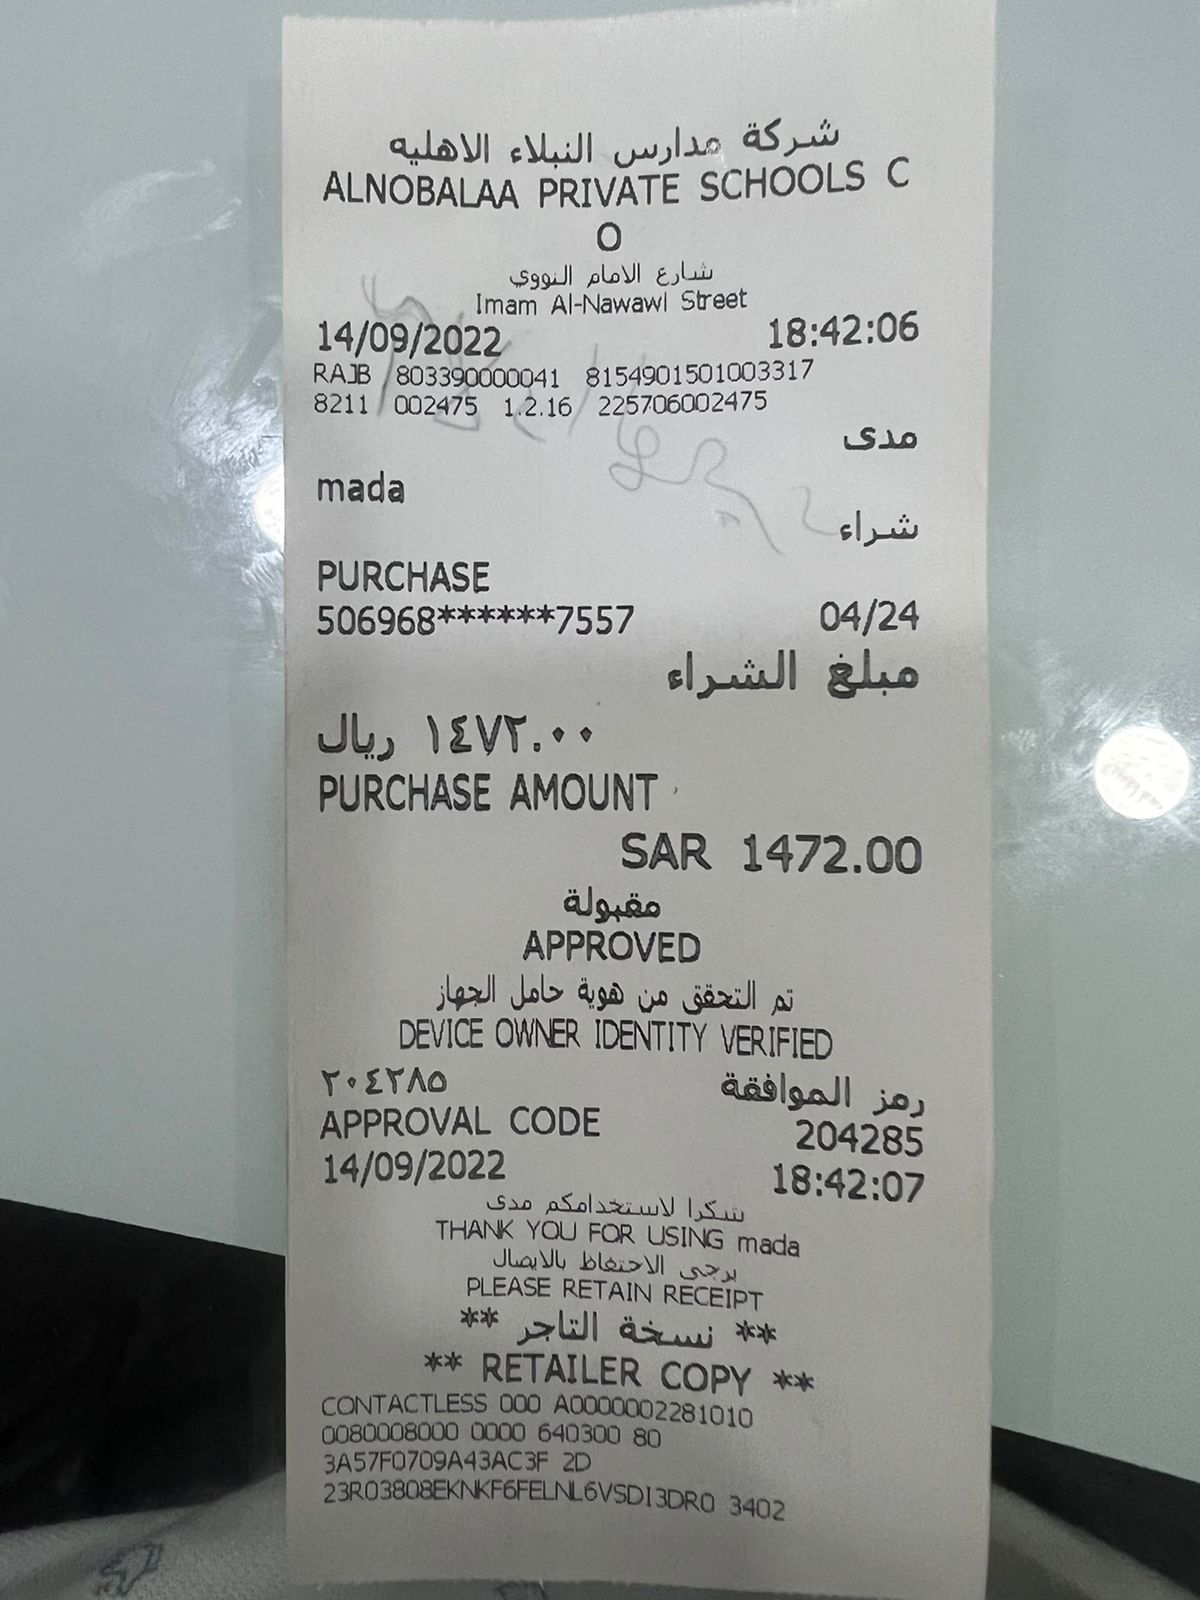 شركة مدارس النبلاء الاهليه
ALNOBALAA PRIVATE SCHOOLS C
O
شارع الامام النووي
Imam Al-Nawawi Street
14/09/2022 18:42:06
RAJB 803390000041 8154901501003317
8211 002475 1.2.16 225706002475
مدى
mada
شراء
PURCHASE
506968******7557 04/24
مبلغ الشراء
١٤٧٢.٠٠ ريال
PURCHASE AMOUNT
SAR 1472.00
مقبولة
APPROVED
تم التحقق من هوية حامل الجهاز
DEVICE OWNER IDENTITY VERIFIED
رمز الموافقة ٢٠٤٢٨٥
APPROVAL CODE 204285
14/09/2022 18:42:07
شكرا لاستخدامكم مدى
THANK YOU FOR USING mada
يرجى الاحتفاظ بالايصال
PLEASE RETAIN RECEIPT
** نسخة التاجر **
** RETAILER COPY **
CONTACTLESS 000 A0000002281010
0080008000 0000 640300 80
3A57F0709A43AC3F 2D
23R03808EKNKF6FELNL6VSDI3DR0 3402